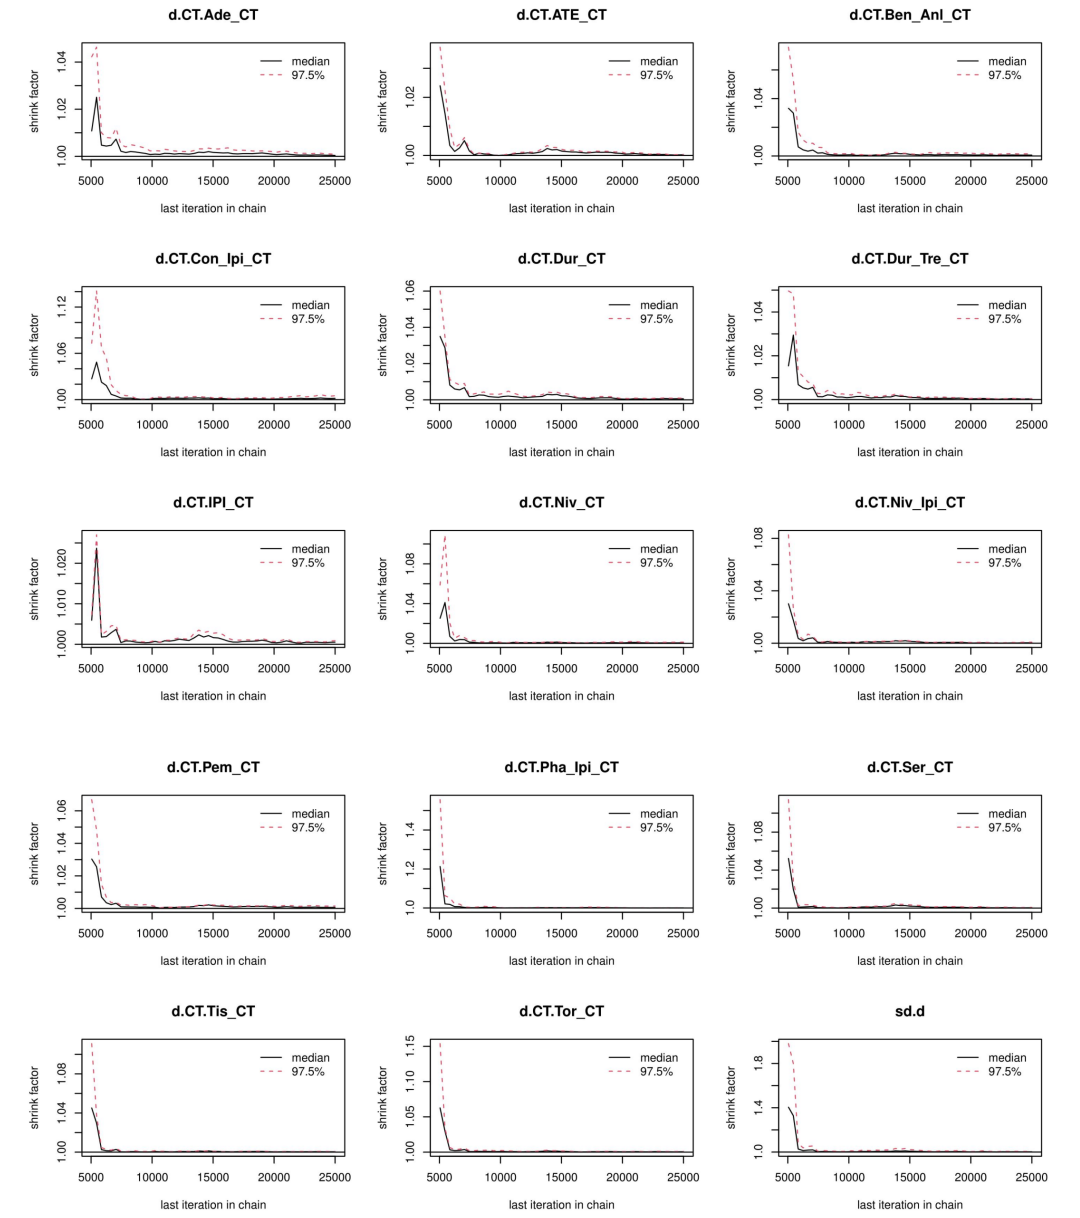 d.CT.Ade_CT
shrink factor
1.00 1.02 1.04
median
97.5%
5000 10000 15000 20000 25000
last iteration in chain
d.CT.ATE_CT
shrink factor
1.00 1.02
median
97.5%
5000 10000 15000 20000 25000
last iteration in chain
d.CT.Ben_Anl_CT
shrink factor
1.00 1.04
median
97.5%
5000 10000 15000 20000 25000
last iteration in chain
d.CT.Con_Ipi_CT
shrink factor
1.00 1.06 1.12
median
97.5%
5000 10000 15000 20000 25000
last iteration in chain
d.CT.Dur_CT
shrink factor
1.00 1.02 1.04 1.06
median
97.5%
5000 10000 15000 20000 25000
last iteration in chain
d.CT.Dur_Tre_CT
shrink factor
1.00 1.02 1.04
median
97.5%
5000 10000 15000 20000 25000
last iteration in chain
d.CT.IPI_CT
shrink factor
1.000 1.010 1.020
median
97.5%
5000 10000 15000 20000 25000
last iteration in chain
d.CT.Niv_CT
shrink factor
1.00 1.04 1.08
median
97.5%
5000 10000 15000 20000 25000
last iteration in chain
d.CT.Niv_Ipi_CT
shrink factor
1.00 1.04 1.08
median
97.5%
5000 10000 15000 20000 25000
last iteration in chain
d.CT.Pem_CT
shrink factor
1.00 1.02 1.04 1.06
median
97.5%
5000 10000 15000 20000 25000
last iteration in chain
d.CT.Pha_Ipi_CT
shrink factor
1.0 1.2 1.4
median
97.5%
5000 10000 15000 20000 25000
last iteration in chain
d.CT.Ser_CT
shrink factor
1.00 1.04 1.08
median
97.5%
5000 10000 15000 20000 25000
last iteration in chain
d.CT.Tis_CT
shrink factor
1.00 1.04 1.08
median
97.5%
5000 10000 15000 20000 25000
last iteration in chain
d.CT.Tor_CT
shrink factor
1.00 1.05 1.10 1.15
median
97.5%
5000 10000 15000 20000 25000
last iteration in chain
sd.d
shrink factor
1.0 1.4 1.8
median
97.5%
5000 10000 15000 20000 25000
last iteration in chain